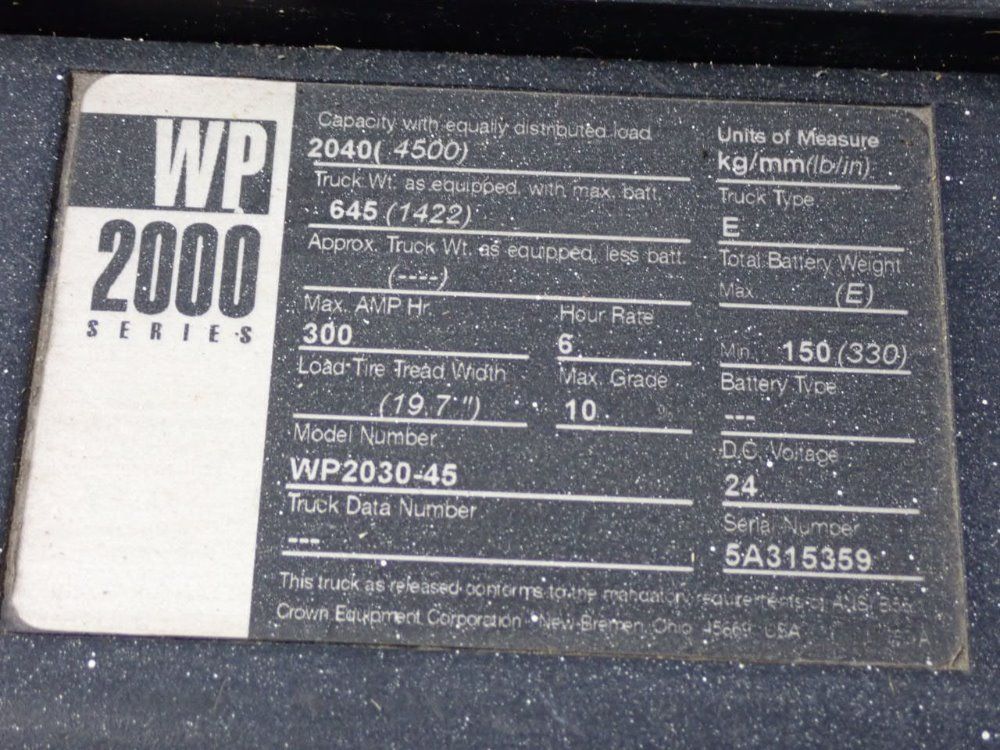 WP
2000
SERIES
Capacity with equally distributed load
2040( 4500)
Truck Wt. as equipped, with max. batt.
645 (1422)
Approx. Truck Wt. as equipped, less batt.
(----)
Max. AMP Hr.
300
Hour Rate
6
Load Tire Tread Width
(19.7 ")
Max. Grade
10 %
Model Number
WP2030-45
Truck Data Number
---
Units of Measure
kg/mm(lb/in)
Truck Type
E
Total Battery Weight
Max. (E)
Min. 150 (330)
Battery Type
---
D.C. Voltage
24
Serial Number
5A315359
This truck as released conforms to the mandatory requirements of
Crown Equipment Corporation New Bremen, Ohio 45869 USA